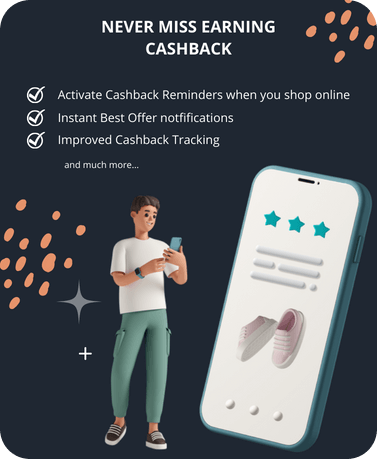 NEVER MISS EARNING
CASHBACK
Activate Cashback Reminders when you shop online
Instant Best Offer notfifications
Improved Cashback Tracking
and much more...